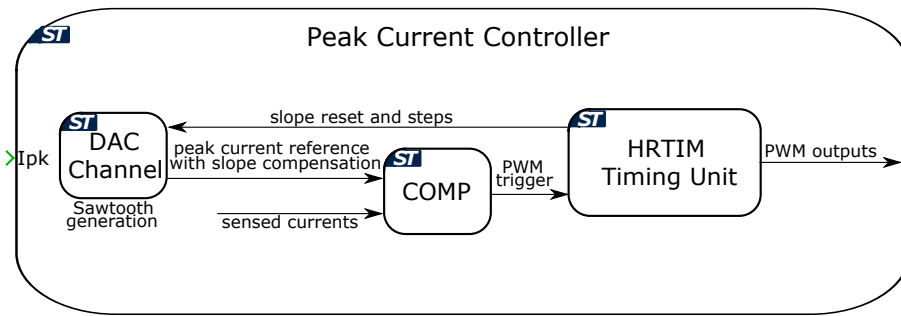 ST
Peak Current Controller
Ipk
ST
DAC
Channel
Sawtooth
generation
slope reset and steps
peak current reference
with slope compensation
sensed currents
ST
COMP
PWM
trigger
ST
HRTIM
Timing Unit
PWM outputs